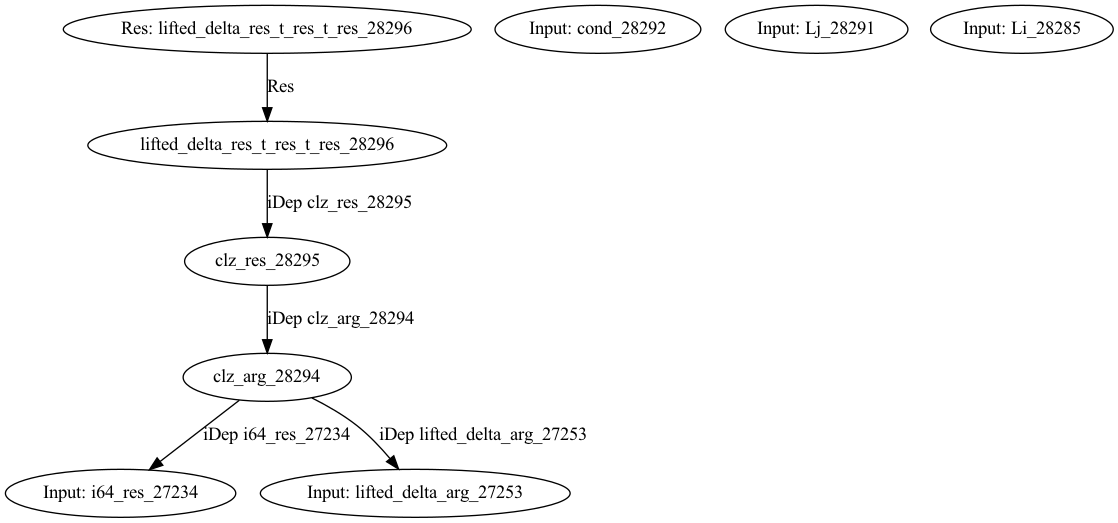 Res: lifted_delta_res_t_res_t_res_28296
Input: cond_28292
Input: Lj_28291
Input: Li_28285
Res
lifted_delta_res_t_res_t_res_28296
iDep clz_res_28295
clz_res_28295
iDep clz_arg_28294
clz_arg_28294
iDep i64_res_27234
iDep lifted_delta_arg_27253
Input: i64_res_27234
Input: lifted_delta_arg_27253